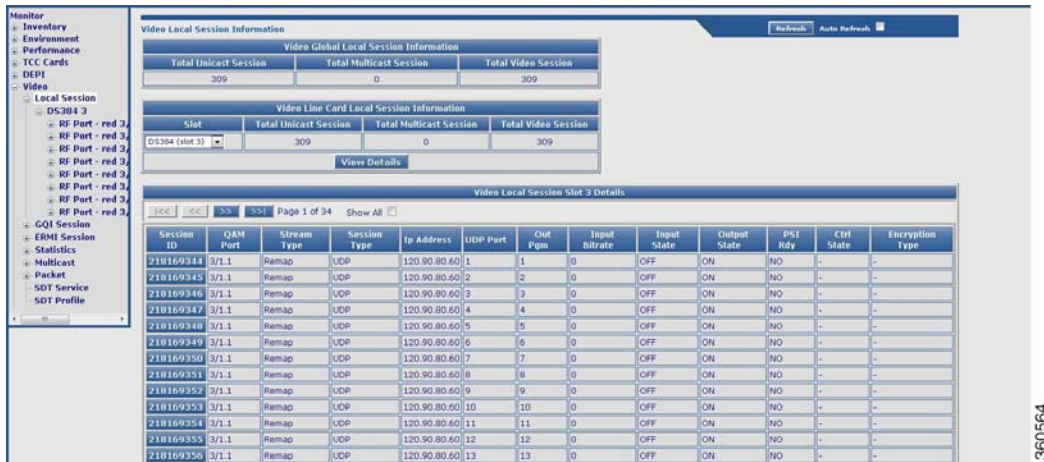 Monitor
Inventory
Environment
Performance
TCC Cards
DEPI
Video
Local Session
DS384 3
RF Port - red 3/
RF Port - red 3/
RF Port - red 3/
RF Port - red 3/
RF Port - red 3/
RF Port - red 3/
RF Port - red 3/
RF Port - red 3/
GQI Session
ERMI Session
Statistics
Multicast
Packet
SDT Service
SDT Profile
Video Local Session Information
Refresh Auto Refresh
Video Global Local Session Information
Total Unicast Session Total Multicast Session Total Video Session
309 0 309
Video Line Card Local Session Information
Slot Total Unicast Session Total Multicast Session Total Video Session
DS384 (slot 3) 309 0 309
View Details
Video Local Session Slot 3 Details
|<< << >> >>| Page 1 of 34 Show All
Session ID QAM Port Stream Type Session Type Ip Address UDP Port Out Pgm Input Bitrate Input State Output State PSI Rdy Ctrl State Encryption Type
218169344 3/1.1 Remap UDP 120.90.80.60 1 1 0 OFF ON NO - -
218169345 3/1.1 Remap UDP 120.90.80.60 2 2 0 OFF ON NO - -
218169346 3/1.1 Remap UDP 120.90.80.60 3 3 0 OFF ON NO - -
218169347 3/1.1 Remap UDP 120.90.80.60 4 4 0 OFF ON NO - -
218169348 3/1.1 Remap UDP 120.90.80.60 5 5 0 OFF ON NO - -
218169349 3/1.1 Remap UDP 120.90.80.60 6 6 0 OFF ON NO - -
218169350 3/1.1 Remap UDP 120.90.80.60 7 7 0 OFF ON NO - -
218169351 3/1.1 Remap UDP 120.90.80.60 8 8 0 OFF ON NO - -
218169352 3/1.1 Remap UDP 120.90.80.60 9 9 0 OFF ON NO - -
218169353 3/1.1 Remap UDP 120.90.80.60 10 10 0 OFF ON NO - -
218169354 3/1.1 Remap UDP 120.90.80.60 11 11 0 OFF ON NO - -
218169355 3/1.1 Remap UDP 120.90.80.60 12 12 0 OFF ON NO - -
218169356 3/1.1 Remap UDP 120.90.80.60 13 13 0 OFF ON NO - -
360564